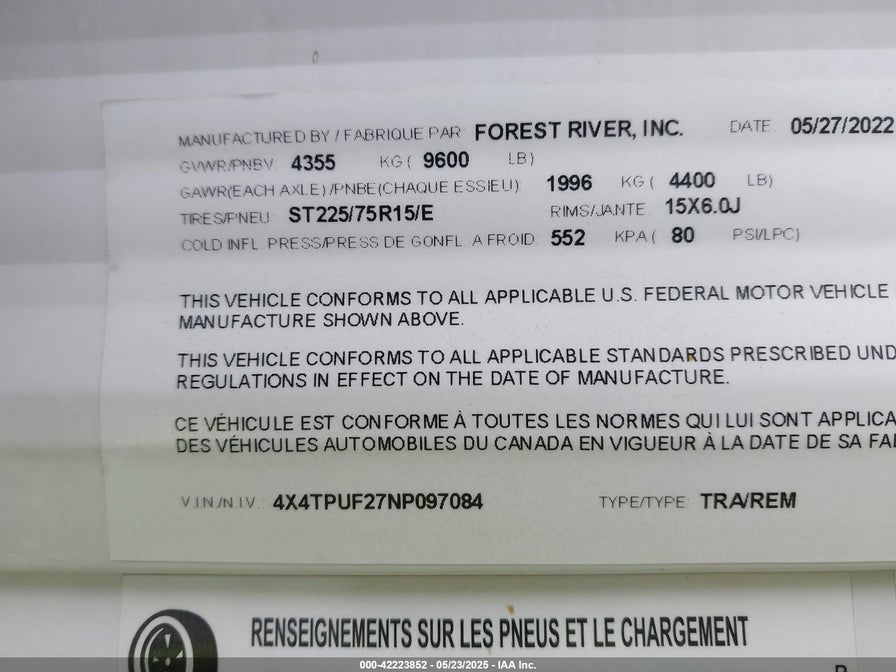 MANUFACTURED BY / FABRIQUE PAR FOREST RIVER, INC. DATE: 05/27/2022
GVWR/PNBV: 4355 KG ( 9600 LB)
GAWR(EACH AXLE) /PNBE(CHAQUE ESSIEU): 1996 KG ( 4400 LB)
TIRES/PNEU ST225/75R15/E RIMS/JANTE: 15X6.0J
COLD INFL. PRESS/PRESS DE GONFL. A FROID: 552 KPA ( 80 PSI/LPC)
THIS VEHICLE CONFORMS TO ALL APPLICABLE U.S. FEDERAL MOTOR VEHICLE
MANUFACTURE SHOWN ABOVE.
THIS VEHICLE CONFORMS TO ALL APPLICABLE STANDARDS PRESCRIBED UND
REGULATIONS IN EFFECT ON THE DATE OF MANUFACTURE.
CE VÉHICULE EST CONFORME À TOUTES LES NORMES QUI LUI SONT APPLICA
DES VÉHICULES AUTOMOBILES DU CANADA EN VIGUEUR À LA DATE DE SA FA
V.I.N./N.I.V.: 4X4TPUF27NP097084 TYPE/TYPE: TRA/REM
RENSEIGNEMENTS SUR LES PNEUS ET LE CHARGEMENT
000-42223852 - 05/23/2025 - IAA Inc.